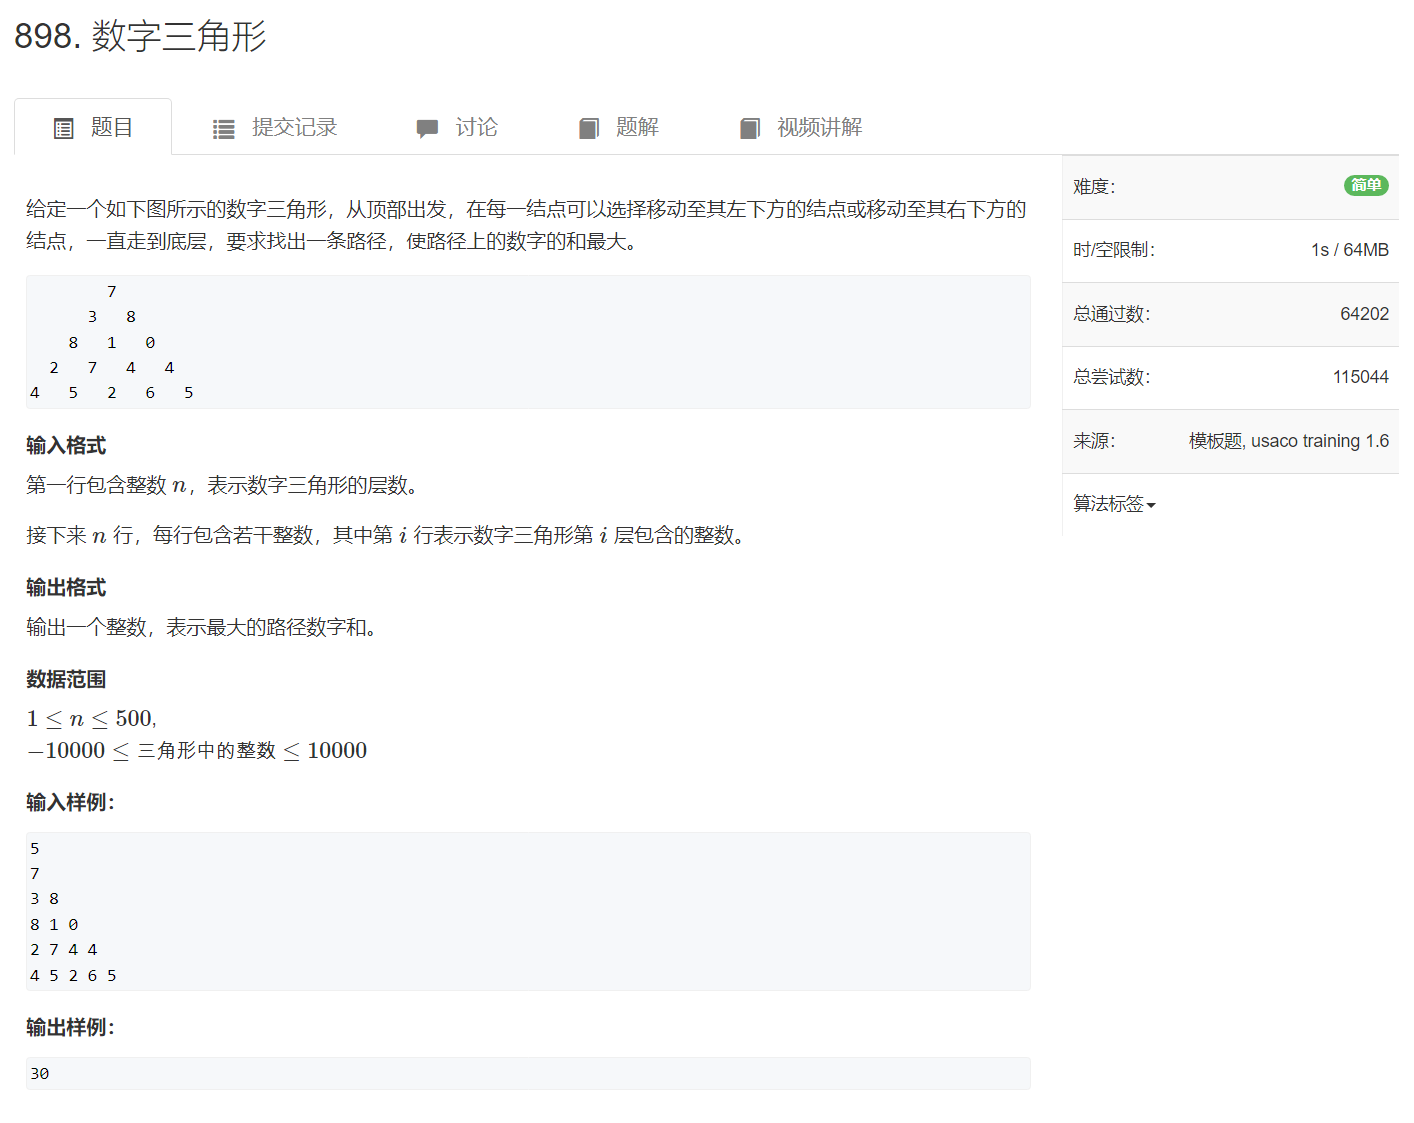 898. 数字三角形
题目 提交记录 讨论 题解 视频讲解
给定一个如下图所示的数字三角形，从顶部出发，在每一结点可以选择移动至其左下方的结点或移动至其右下方的
结点，一直走到底层，要求找出一条路径，使路径上的数字的和最大。
7
3 8
8 1 0
2 7 4 4
4 5 2 6 5
输入格式
第一行包含整数 n，表示数字三角形的层数。
接下来 n 行，每行包含若干整数，其中第 i 行表示数字三角形第 i 层包含的整数。
输出格式
输出一个整数，表示最大的路径数字和。
数据范围
1 ≤ n ≤ 500,
−10000 ≤ 三角形中的整数 ≤ 10000
输入样例：
5
7
3 8
8 1 0
2 7 4 4
4 5 2 6 5
输出样例：
30
难度： 简单
时/空限制： 1s / 64MB
总通过数： 64202
总尝试数： 115044
来源： 模板题, usaco training 1.6
算法标签